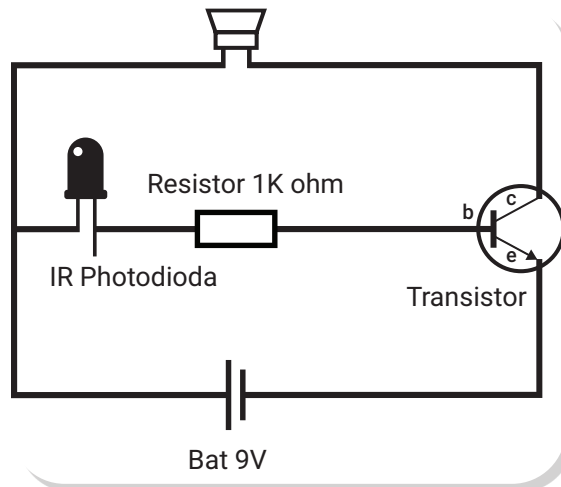 Resistor 1K ohm
c
b
e
IR Photodioda
Transistor
Bat 9V